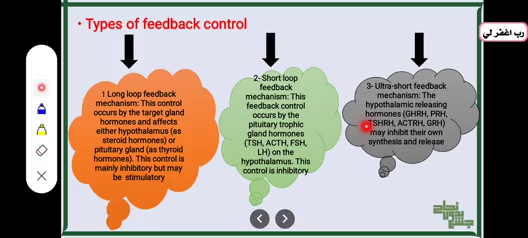 • Types of feedback control
رب اغفر لي
1 Long loop feedback
mechanism: This control
occurs by the target gland
hormones and affects
either hypothalamus (as
steroid hormones) or
pituitary gland (as thyroid
hormones). This control is
mainly inhibitory but may
be stimulatory
2- Short loop
feedback
mechanism: This
feedback control
occurs by the
pituitary trophic
gland hormones
(TSH, ACTH, FSH,
LH) on the
hypothalamus. This
control is inhibitory
3- Ultra-short feedback
mechanism: The
hypothalamic releasing
hormones (GHRH, PRH,
TSHRH, ACTRH, GRH)
may inhibit their own
synthesis and release